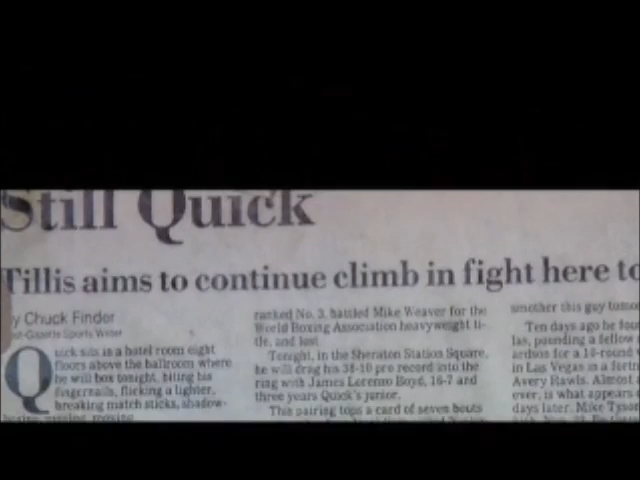 Still Quick
Tillis aims to continue climb in fight here to
y Chuck Finder
Sports Writer
Quick sits in a hotel room eight
floors above the ballroom where
he will box tonight, biting his
fingernails, flicking a lighter,
breaking match sticks, shadow-
ranked No. 3, battled Mike Weaver for the
World Boxing Association heavyweight ti-
tle, and lost
Tonight, in the Sheraton Station Square,
he will drag his 38-10 pro record into the
ring with James Lorenzo Boyd, 16-7 and
three years Quick's junior.
This pairing tops a card of seven bouts
smother this guy
Ten days ago he
las, pounding a fellow
ardson for a 10-round
in Las Vegas in a
Avery Rawls. Almost
ever, is what appears
days later. Mike Tyson